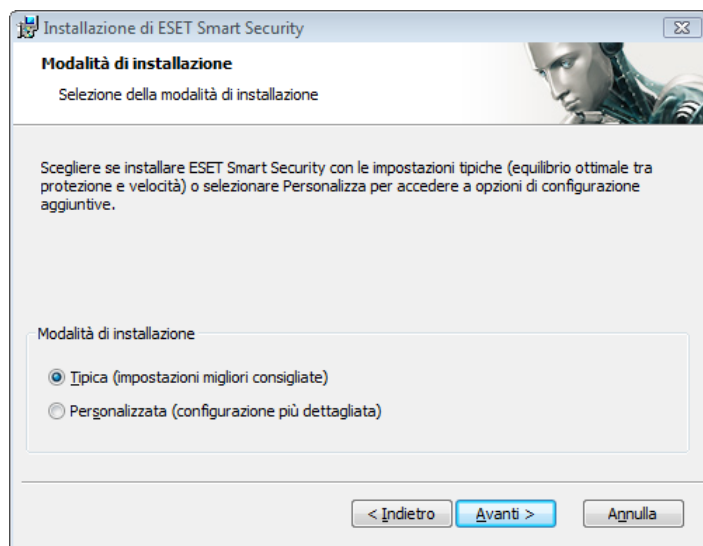 Installazione di ESET Smart Security
Modalità di installazione
Selezione della modalità di installazione
Scegliere se installare ESET Smart Security con le impostazioni tipiche (equilibrio ottimale tra
protezione e velocità) o selezionare Personalizza per accedere a opzioni di configurazione
aggiuntive.
Modalità di installazione
Tipica (impostazioni migliori consigliate)
Personalizzata (configurazione più dettagliata)
< Indietro
Avanti >
Annulla